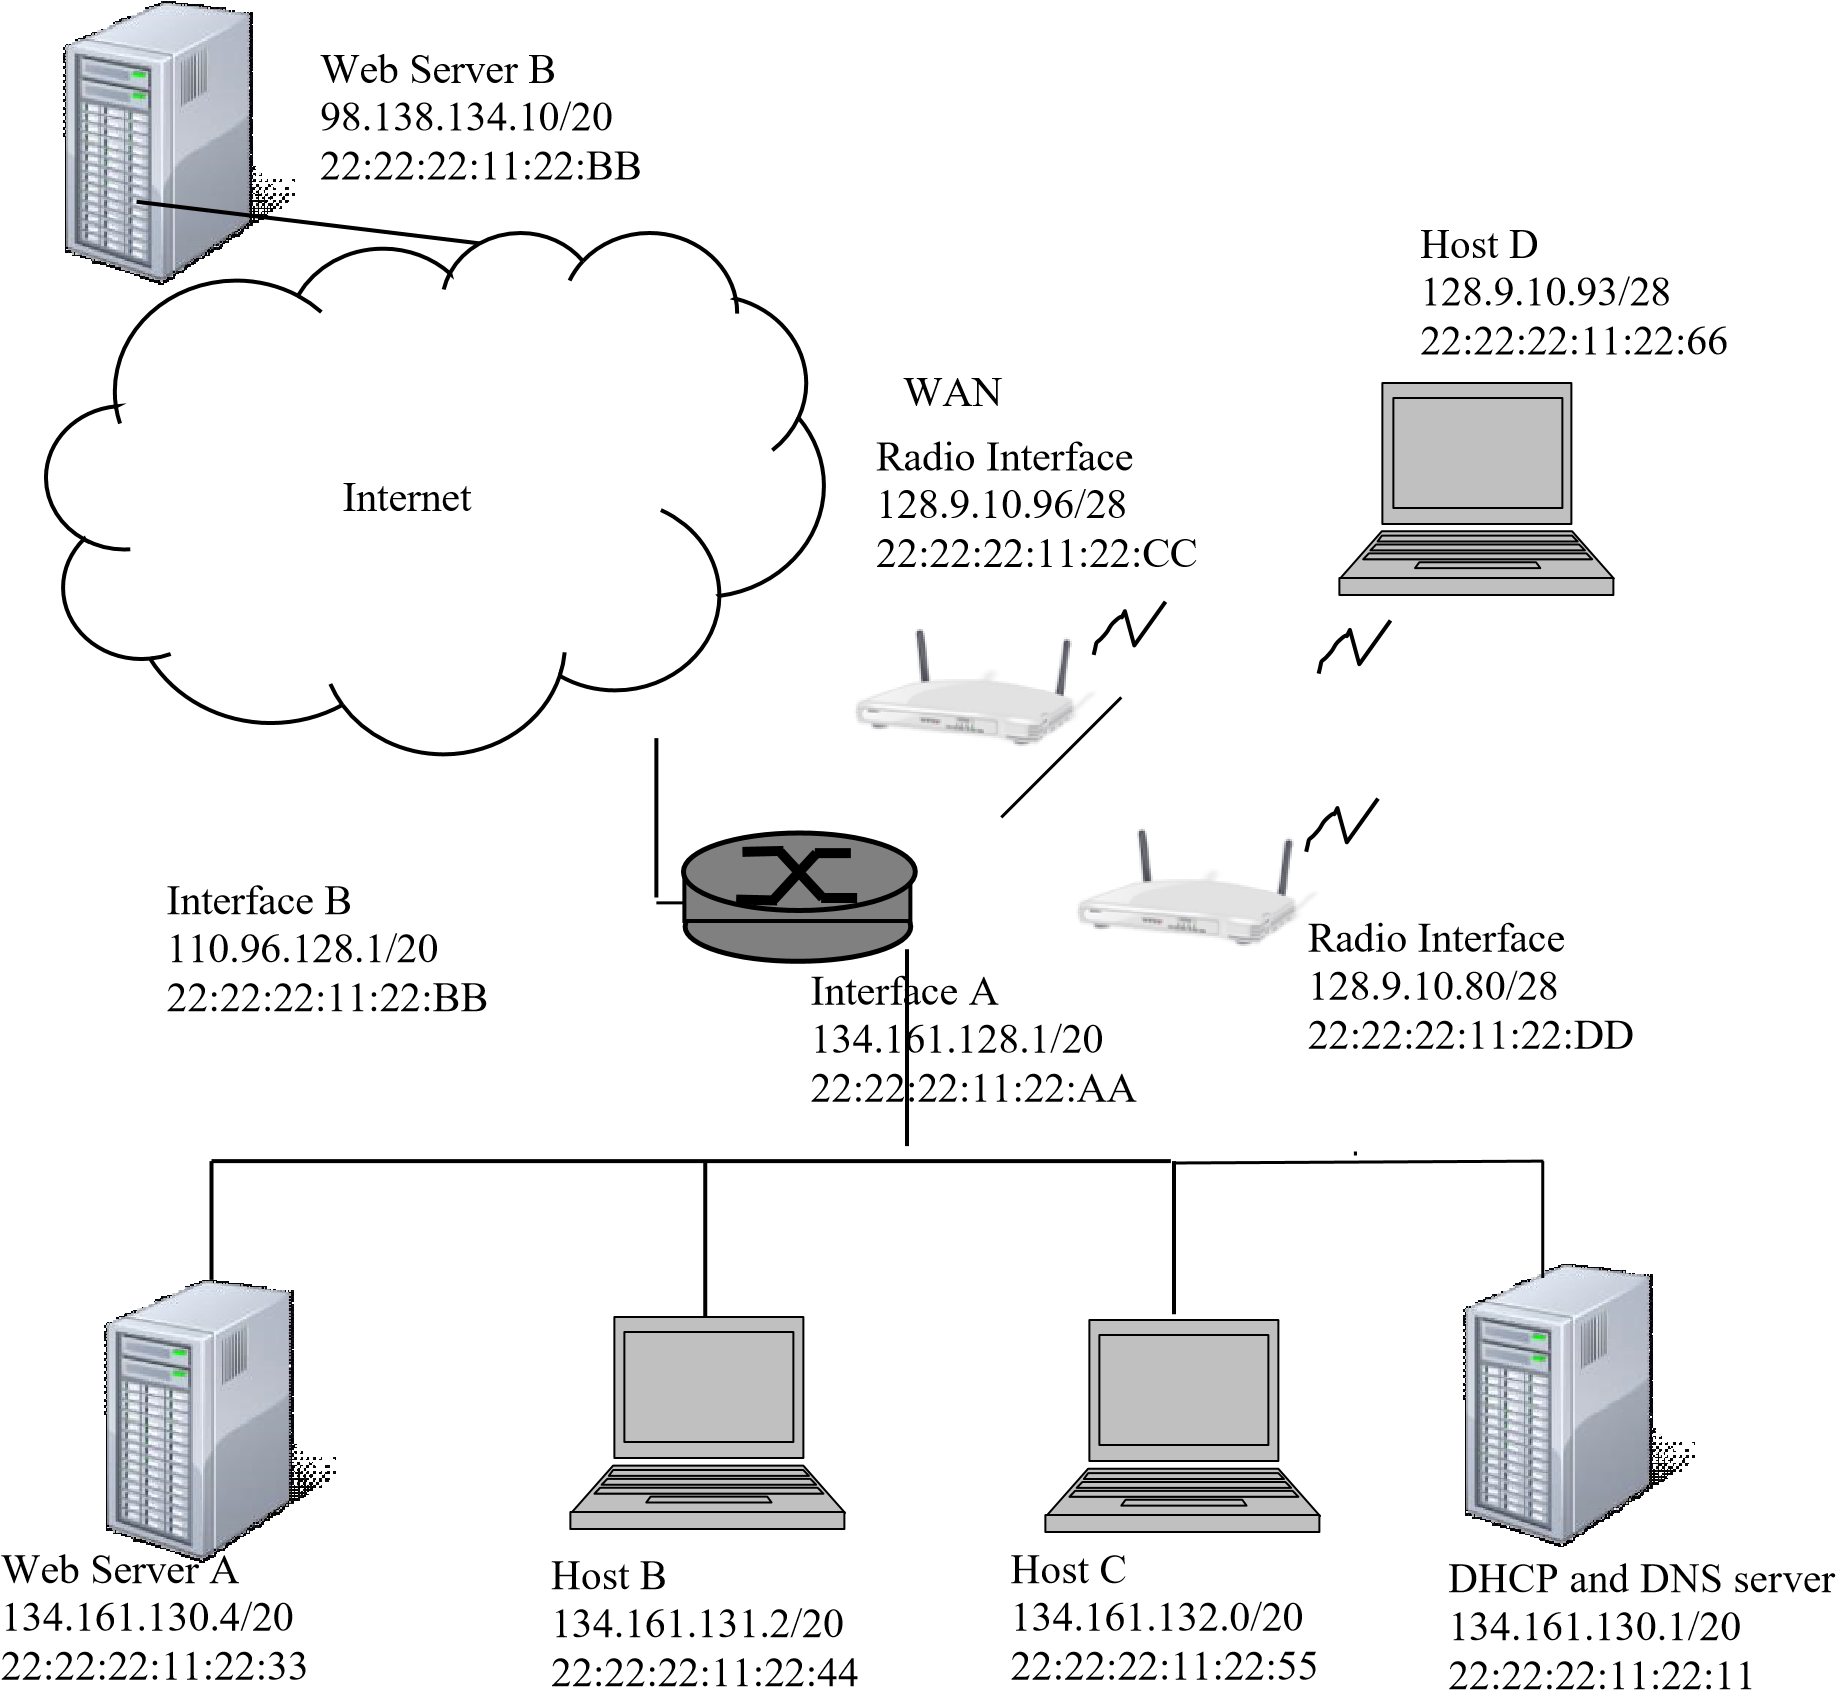 Web Server B
98.138.134.10/20
22:22:22:11:22:BB
Host D
128.9.10.93/28
22:22:22:11:22:66
WAN
Radio Interface
128.9.10.96/28
22:22:22:11:22:CC
Internet
Interface B
110.96.128.1/20
22:22:22:11:22:BB
Interface A
134.161.128.1/20
22:22:22:11:22:AA
Radio Interface
128.9.10.80/28
22:22:22:11:22:DD
Web Server A
134.161.130.4/20
22:22:22:11:22:33
Host B
134.161.131.2/20
22:22:22:11:22:44
Host C
134.161.132.0/20
22:22:22:11:22:55
DHCP and DNS server
134.161.130.1/20
22:22:22:11:22:11